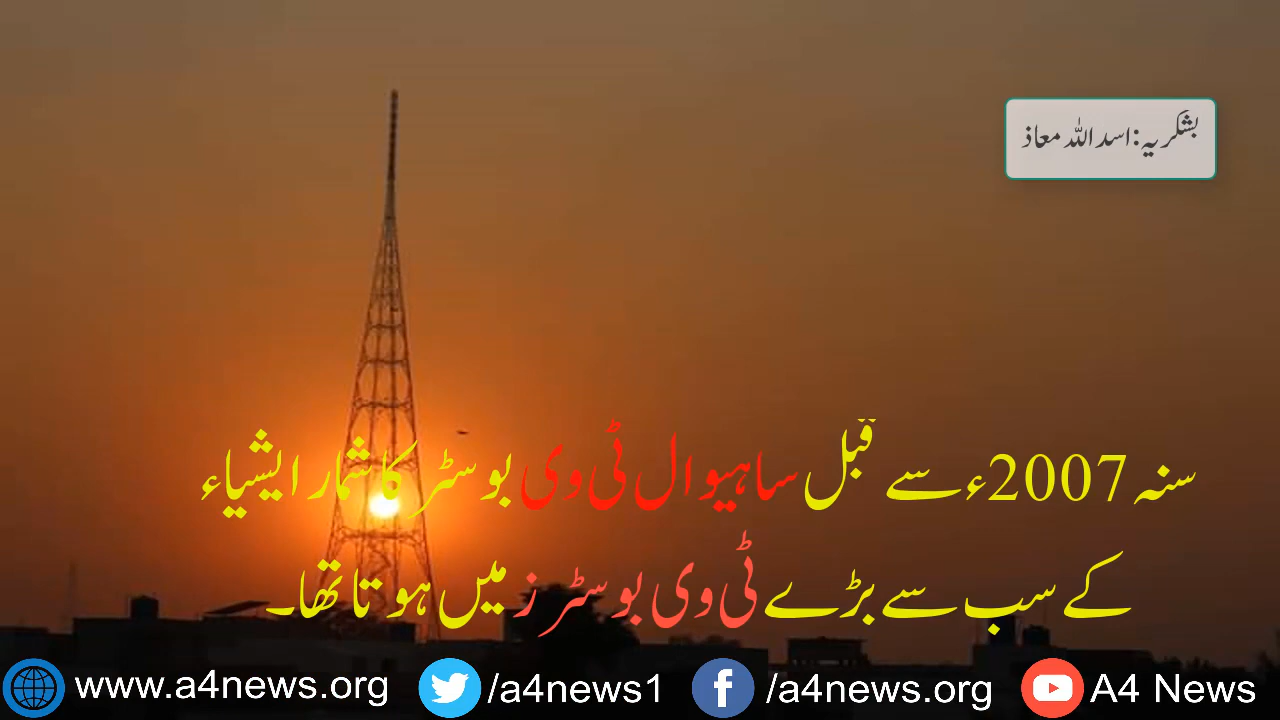 بشکریہ: اسد اللہ معاذ
سنہ 2007ء سے قبل ساہیوال ٹی وی بوسٹر کا شمار ایشیاء
کے سب سے بڑے ٹی وی بوسٹرز میں ہوتا تھا۔
www.a4news.org /a4news1 /a4news.org A4 News